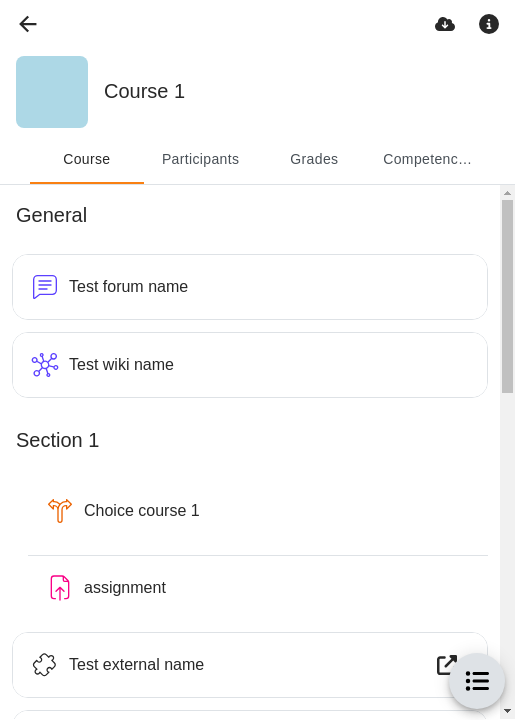 Course 1
Course
Participants
Grades
Competenc…
General
Test forum name
Test wiki name
Section 1
Choice course 1
assignment
Test external name